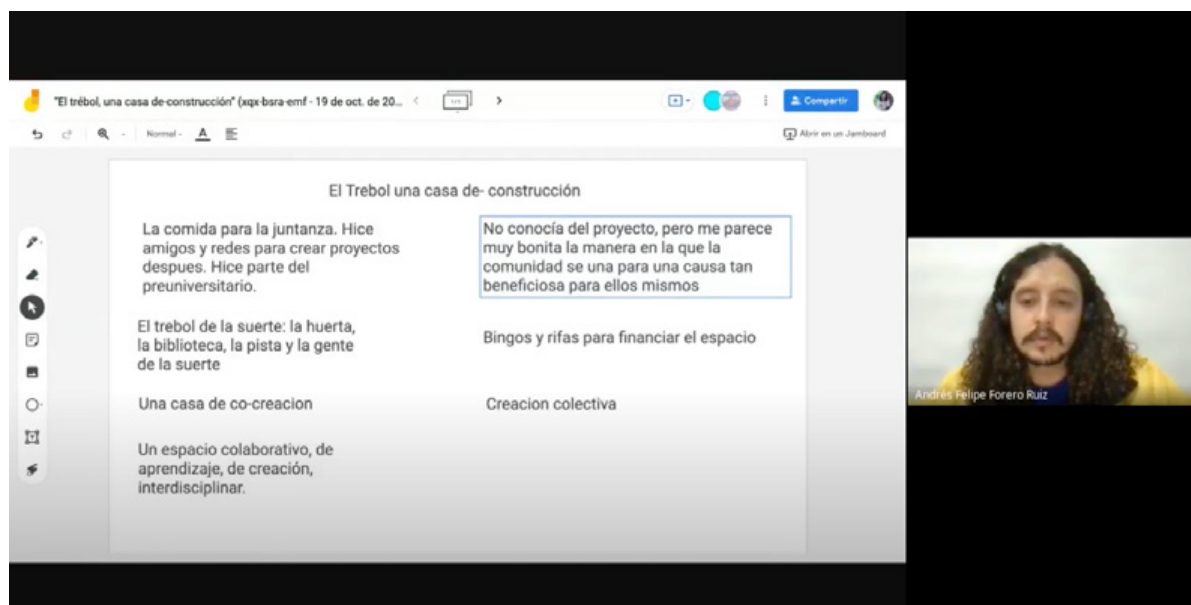 "El trébol, una casa de-construcción" (xqx-bsra-emf - 19 de oct. de 20...
Compartir
Normal
A
Abrir en un Jamboard
El Trebol una casa de- construcción
La comida para la juntanza. Hice
amigos y redes para crear proyectos
despues. Hice parte del
preuniversitario.
El trebol de la suerte: la huerta,
la biblioteca, la pista y la gente
de la suerte
Una casa de co-creacion
Un espacio colaborativo, de
aprendizaje, de creación,
interdisciplinar.
No conocía del proyecto, pero me parece
muy bonita la manera en la que la
comunidad se una para una causa tan
beneficiosa para ellos mismos
Bingos y rifas para financiar el espacio
Creacion colectiva
Andrés Felipe Forero Ruiz